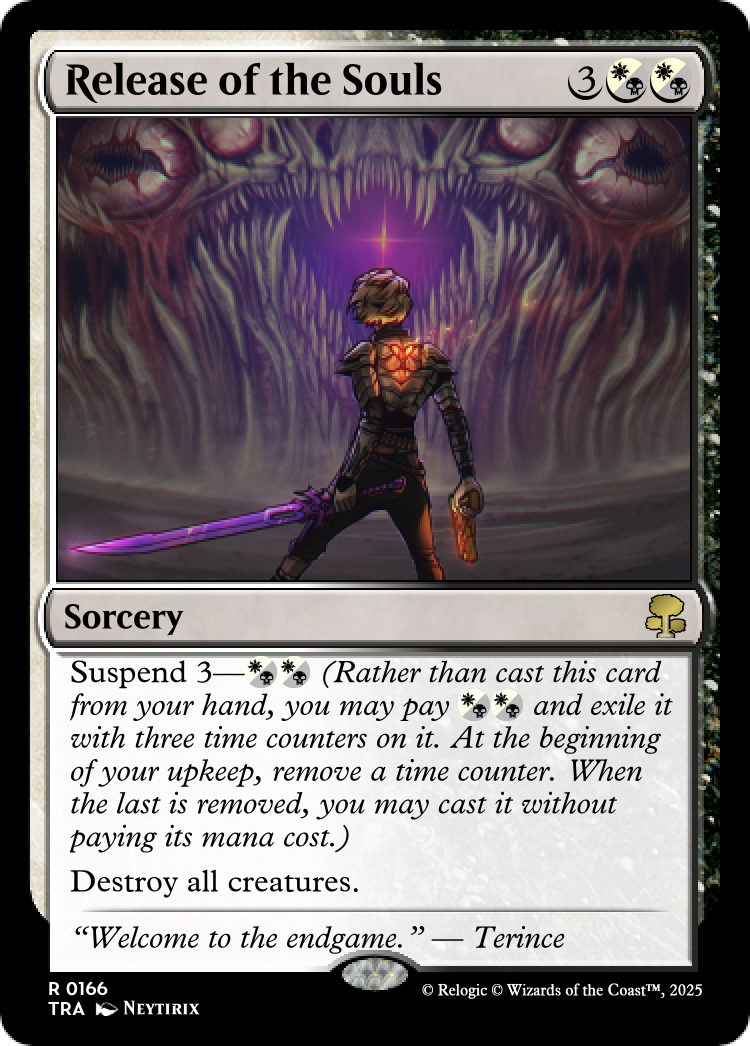 Release of the Souls 3
Sorcery
Suspend 3— (Rather than cast this card
from your hand, you may pay and exile it
with three time counters on it. At the beginning
of your upkeep, remove a time counter. When
the last is removed, you may cast it without
paying its mana cost.)
Destroy all creatures.
“Welcome to the endgame.” — Terince
R 0166
TRA NEYTIRIX
© Relogic © Wizards of the Coast™, 2025